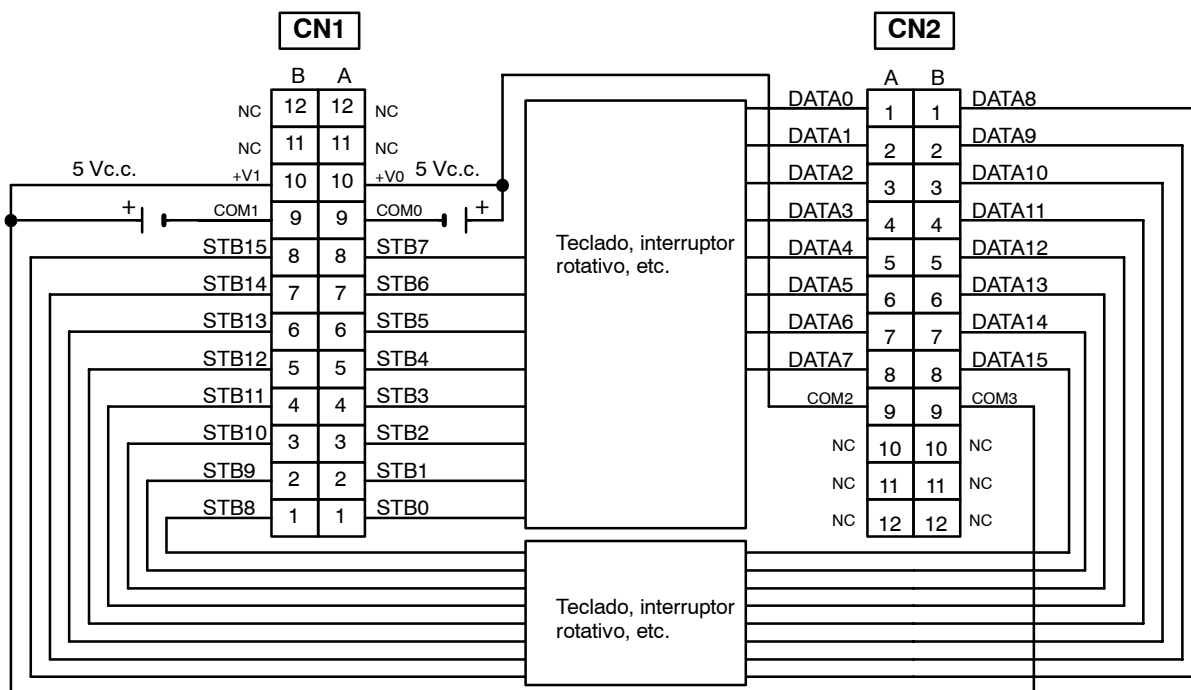 CN1 CN2
B A A B
NC 12 12 NC DATA0 1 1 DATA8
NC 11 11 NC DATA1 2 2 DATA9
5 Vc.c. +V1 10 10 +V0 5 Vc.c. DATA2 3 3 DATA10
+ COM1 9 9 COM0 + DATA3 4 4 DATA11
STB15 8 8 STB7 Teclado, interruptor DATA4 5 5 DATA12
rotativo, etc.
STB14 7 7 STB6 DATA5 6 6 DATA13
STB13 6 6 STB5 DATA6 7 7 DATA14
STB12 5 5 STB4 DATA7 8 8 DATA15
STB11 4 4 STB3 COM2 9 9 COM3
STB10 3 3 STB2 NC 10 10 NC
STB9 2 2 STB1 NC 11 11 NC
STB8 1 1 STB0 NC 12 12 NC
Teclado, interruptor
rotativo, etc.